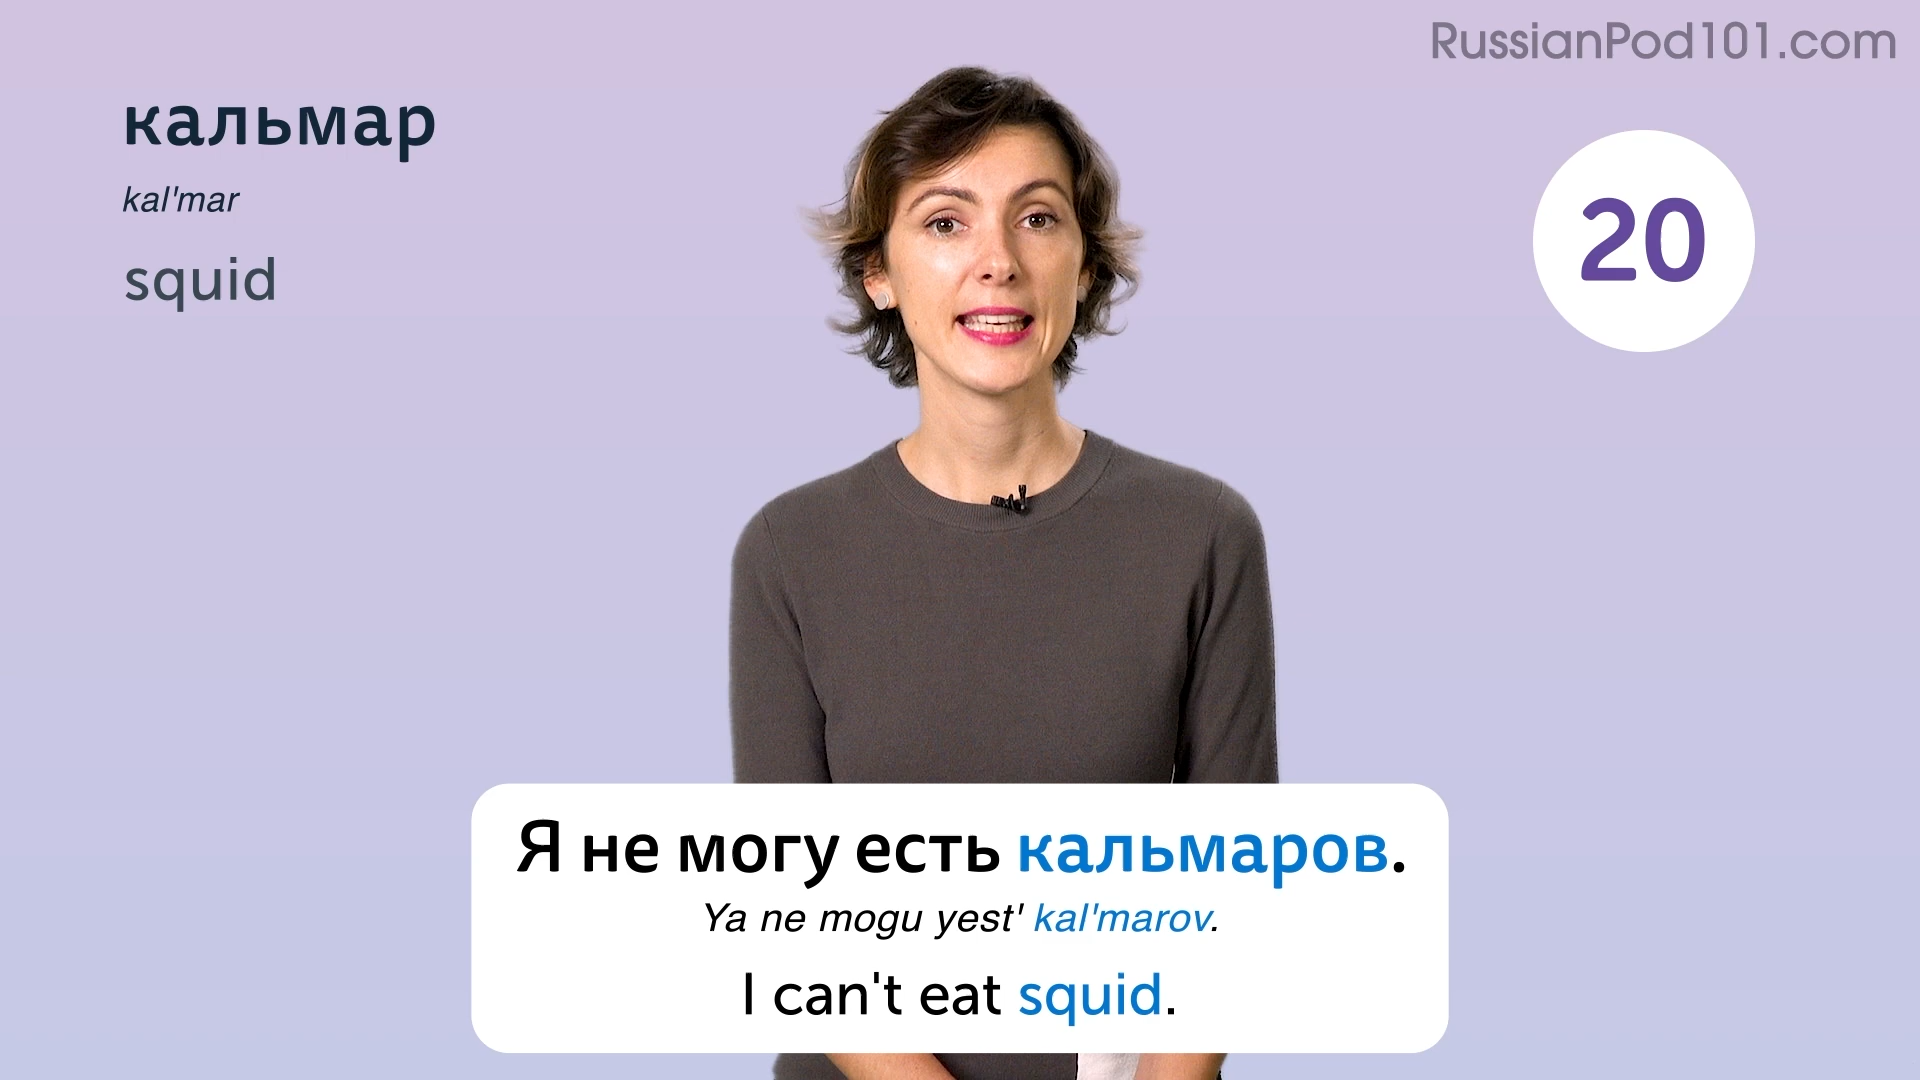 RussianPod101.com
кальмар
kal'mar
squid
20
Я не могу есть кальмаров.
Ya ne mogu yest' kal'marov.
I can't eat squid.